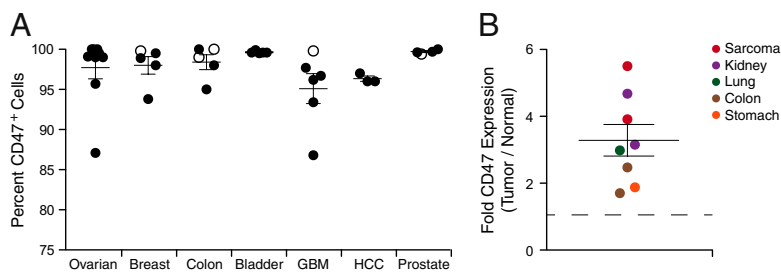 A
Percent CD47+ Cells
100
95
90
85
80
75
Ovarian Breast Colon Bladder GBM HCC Prostate
B
Fold CD47 Expression
(Tumor / Normal)
6
4
2
0
Sarcoma
Kidney
Lung
Colon
Stomach